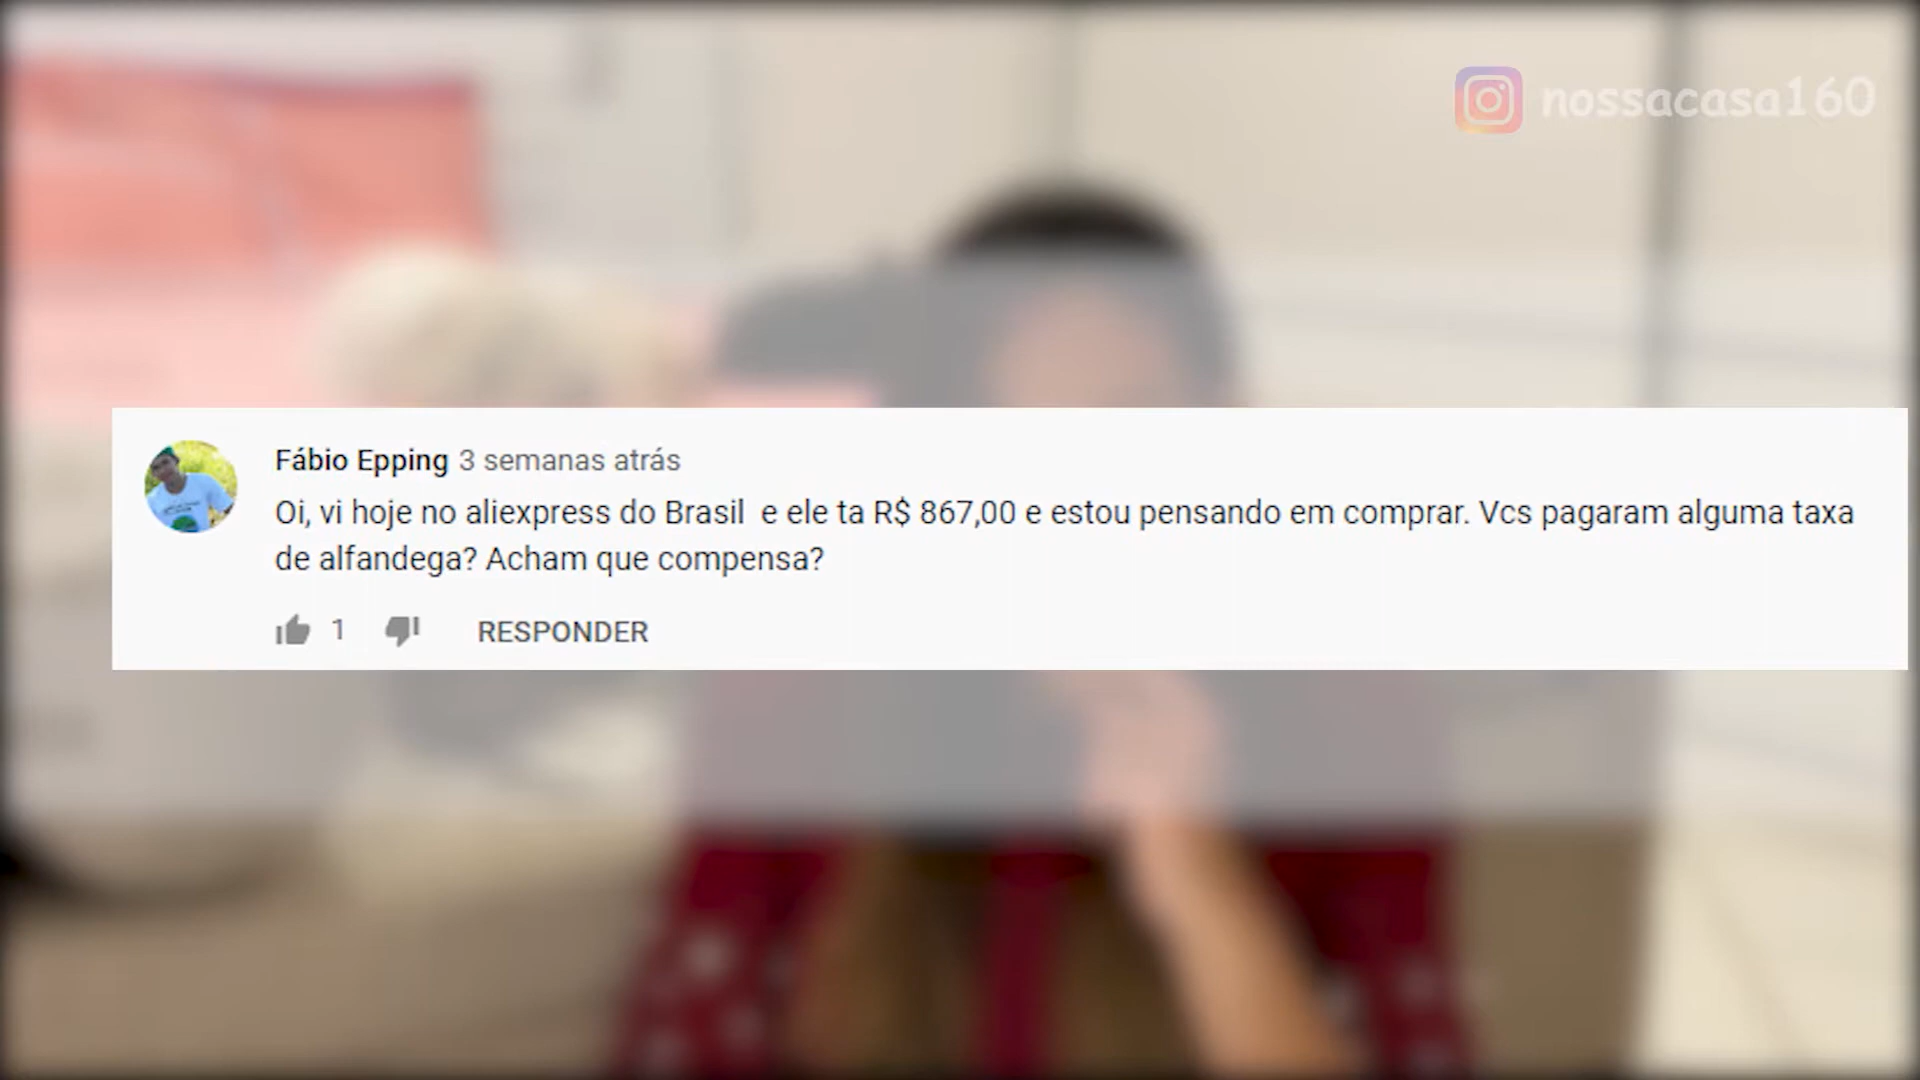 nossacasa160
Fábio Epping 3 semanas atrás
Oi, vi hoje no aliexpress do Brasil  e ele ta R$ 867,00 e estou pensando em comprar. Vcs pagaram alguma taxa
de alfandega? Acham que compensa?
1 RESPONDER